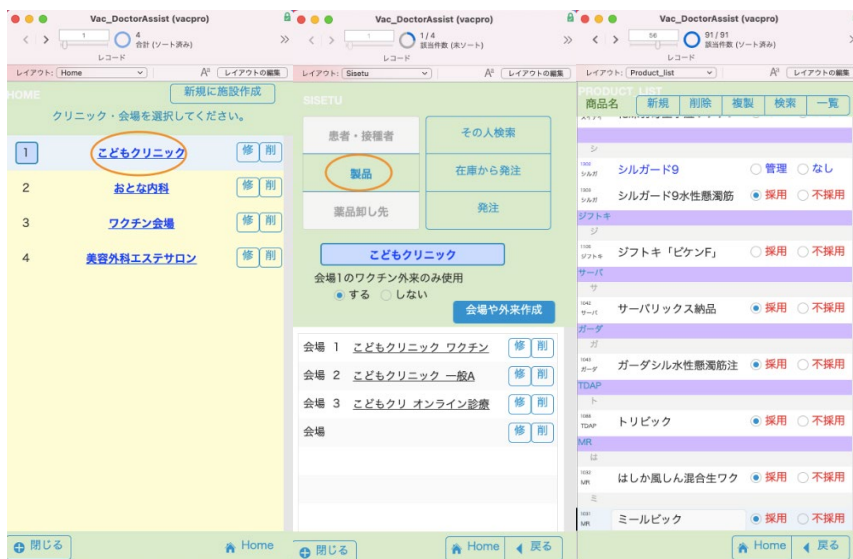 Vac_DoctorAssist (vacpro)
1
4
合計 (ソート済み)
レコード
レイアウト: Home
レイアウトの編集
HOME
新規に施設作成
クリニック・会場を選択してください。
1 こどもクリニック 修 削
2 おとな内科 修 削
3 ワクチン会場 修 削
4 美容外科エステサロン 修 削
閉じる
Home
Vac_DoctorAssist (vacpro)
1
1/4
該当件数 (未ソート)
レコード
レイアウト: Sisetu
レイアウトの編集
SISETU
患者・接種者
その人検索
製品
在庫から発注
薬品卸し先
発注
こどもクリニック
会場1のワクチン外来のみ使用
する しない
会場や外来作成
会場 1 こどもクリニック ワクチン 修 削
会場 2 こどもクリニック 一般A 修 削
会場 3 こどもクリ オンライン診療 修 削
会場 修 削
閉じる
Home
戻る
Vac_DoctorAssist (vacpro)
56
91/91
該当件数 (ソート済み)
レコード
レイアウト: Product_list
レイアウトの編集
PRODUCT_LIST
商品名 新規 削除 複製 検索 一覧
シ
シルガ
シルガード9 管理 なし
シルガ
シルガード9水性懸濁筋 採用 不採用
ジフトキ
ジ
ジフトキ
ジフトキ「ビケンF」 採用 不採用
サーバ
サ
サーバ
サーバリックス納品 採用 不採用
ガーダ
ガ
ガーダ
ガーダシル水性懸濁筋注 採用 不採用
TDAP
ト
TDAP
トリビック 採用 不採用
MR
は
MR
はしか風しん混合生ワク 採用 不採用
ミ
MR
ミールビック 採用 不採用
Home
戻る